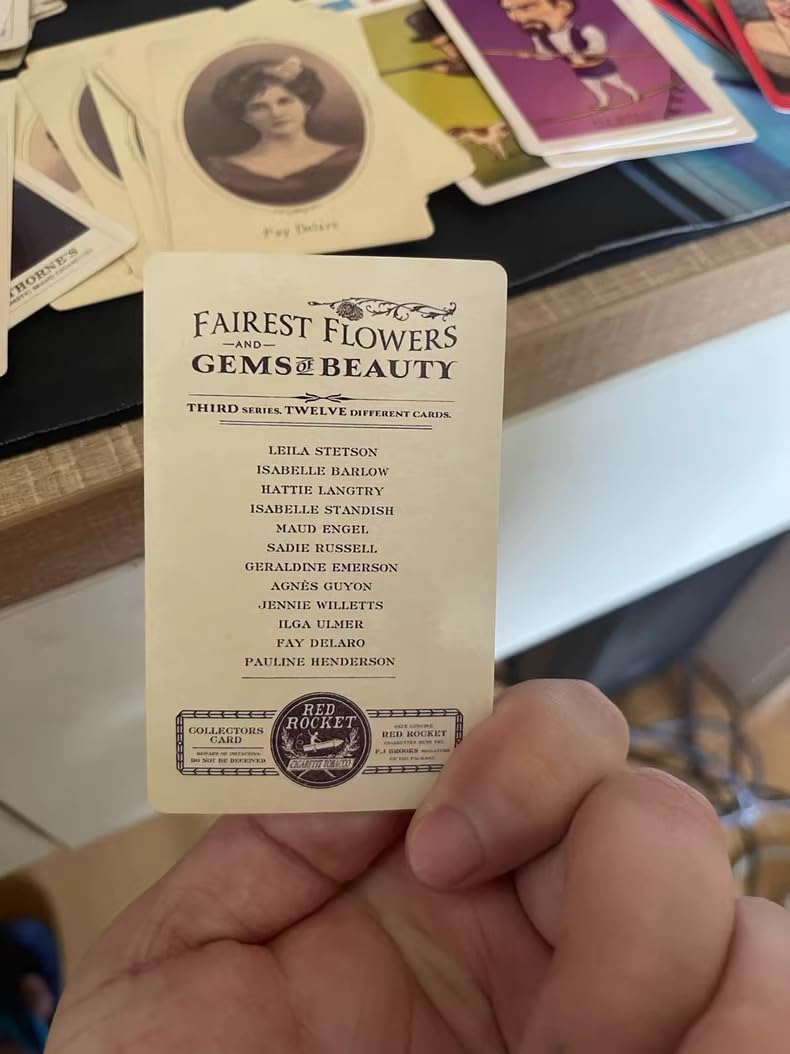 Fay Delaro
THORNE'S
FAIREST FLOWERS
—AND—
GEMS OF BEAUTY
THIRD SERIES. TWELVE DIFFERENT CARDS.
LEILA STETSON
ISABELLE BARLOW
HATTIE LANGTRY
ISABELLE STANDISH
MAUD ENGEL
SADIE RUSSELL
GERALDINE EMERSON
AGNÈS GUYON
JENNIE WILLETTS
ILGA ULMER
FAY DELARO
PAULINE HENDERSON
COLLECTORS
CARD
BEWARE OF IMITATIONS.
DO NOT BE DECEIVED
RED
ROCKET
CIGARETTE TOBACCO
ONLY GENUINE
RED ROCKET
CIGARETTES BEAR THE
P.J BROOKS SIGNATURE
ON THE PACKAGE